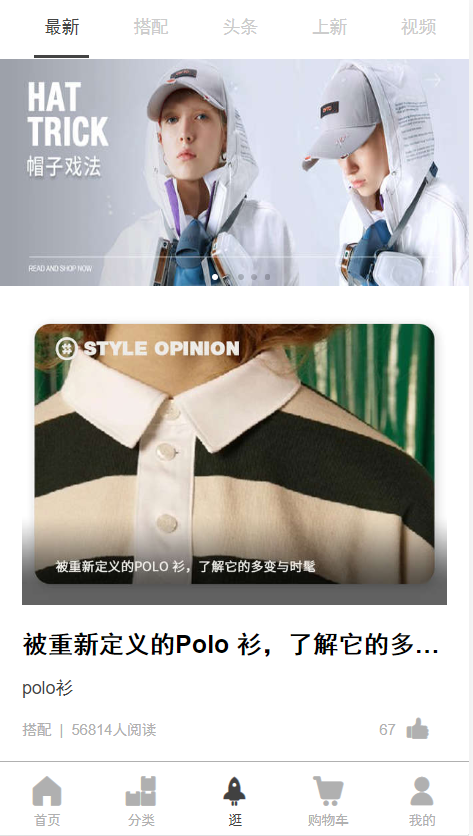 最新 搭配 头条 上新 视频
HAT
TRICK
帽子戏法
READ AND SHOP NOW
# STYLE OPINION
被重新定义的POLO 衫，了解它的多变与时髦
被重新定义的Polo 衫，了解它的多...
polo衫
搭配 | 56814人阅读 67
首页 分类 逛 购物车 我的